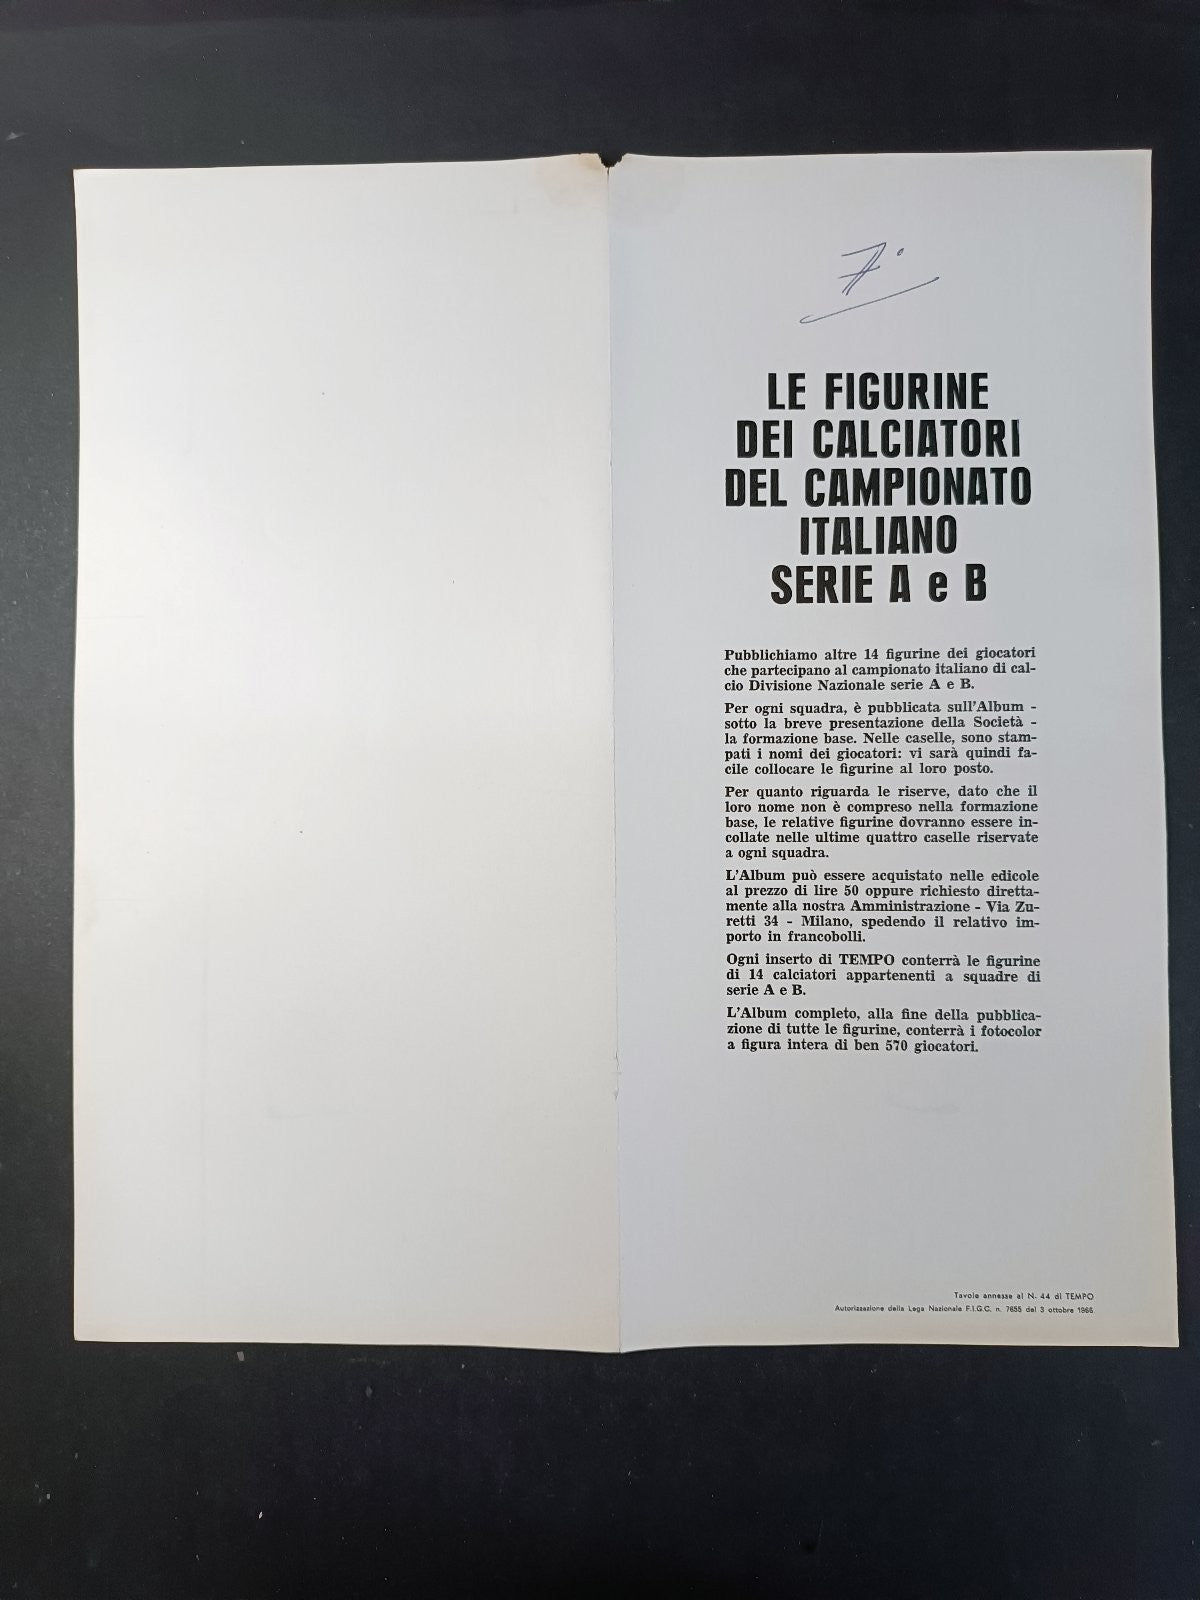 7°
LE FIGURINE
DEI CALCIATORI
DEL CAMPIONATO
ITALIANO
SERIE A e B
Pubblichiamo altre 14 figurine dei giocatori
che partecipano al campionato italiano di cal-
cio Divisione Nazionale serie A e B.
Per ogni squadra, è pubblicata sull'Album -
sotto la breve presentazione della Società -
la formazione base. Nelle caselle, sono stam-
pati i nomi dei giocatori: vi sarà quindi fa-
cile collocare le figurine al loro posto.
Per quanto riguarda le riserve, dato che il
loro nome non è compreso nella formazione
base, le relative figurine dovranno essere in-
collate nelle ultime quattro caselle riservate
a ogni squadra.
L'Album può essere acquistato nelle edicole
al prezzo di lire 50 oppure richiesto diretta-
mente alla nostra Amministrazione - Via Zu-
retti 34 - Milano, spedendo il relativo im-
porto in francobolli.
Ogni inserto di TEMPO conterrà le figurine
di 14 calciatori appartenenti a squadre di
serie A e B.
L'Album completo, alla fine della pubblica-
zione di tutte le figurine, conterrà i fotocolor
a figura intera di ben 570 giocatori.
Tavole annesse al N. 44 di TEMPO
Autorizzazione della Lega Nazionale F.I.G.C. n. 7655 del 3 ottobre 1966